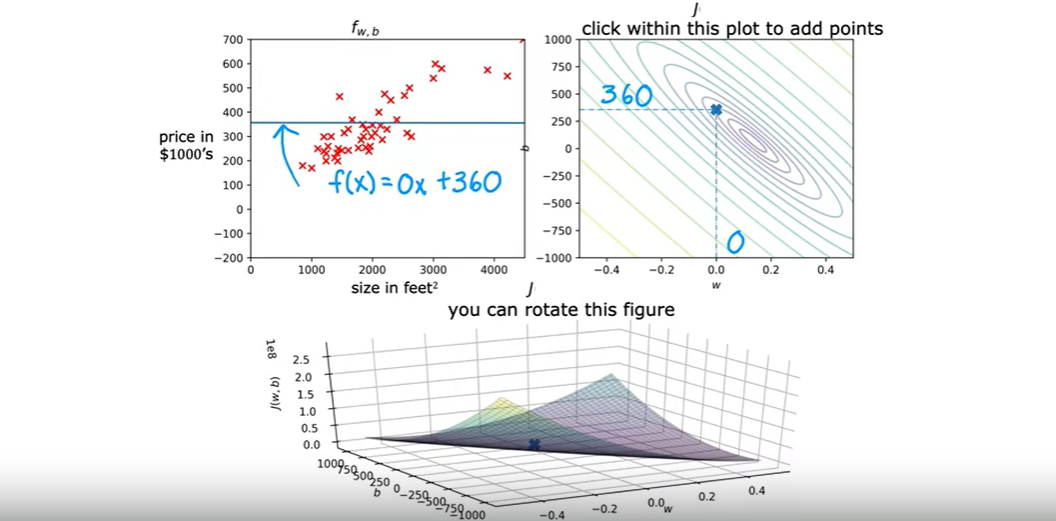 f_w,b
700
600
500
400
300
200
100
0
−100
−200
price in
$1000's
f(x)=0x +360
0 1000 2000 3000 4000
size in feet²
J
click within this plot to add points
1000
750
500
250
0
−250
−500
−750
−1000
b
360
0
−0.4 −0.2 0.0 0.2 0.4
w
J
you can rotate this figure
1e8
J(w,b)
2.5
2.0
1.5
1.0
0.5
0.0
1000 750 500 250 0 −250 −500 −750 −1000
b
−0.4 −0.2 0.0 0.2 0.4
w